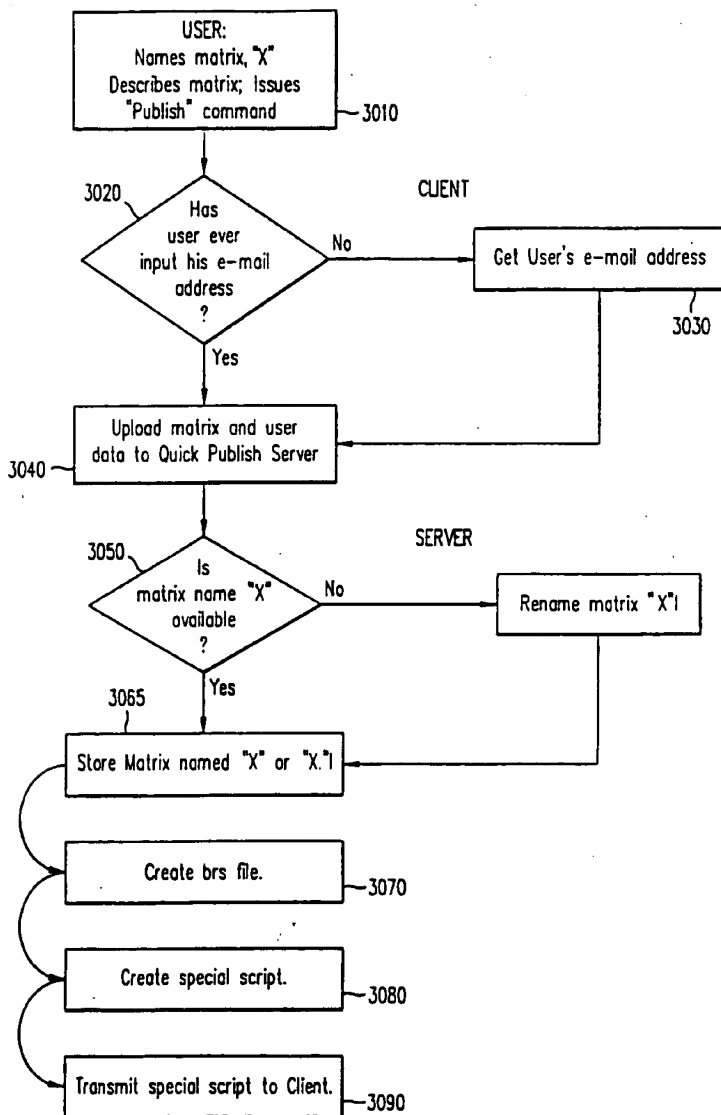 USER:
Names matrix, "X"
Describes matrix; Issues
"Publish" command
3010
3020
CLIENT
Has
user ever
input his e-mail
address
?
No
Get User's e-mail address
3030
Yes
Upload matrix and user
data to Quick Publish Server
3040
3050
SERVER
Is
matrix name "X"
available
?
No
Rename matrix "X"I
Yes
3065
Store Matrix named "X" or "X."I
Create brs file.
3070
Create special script.
3080
Transmit special script to Client.
3090